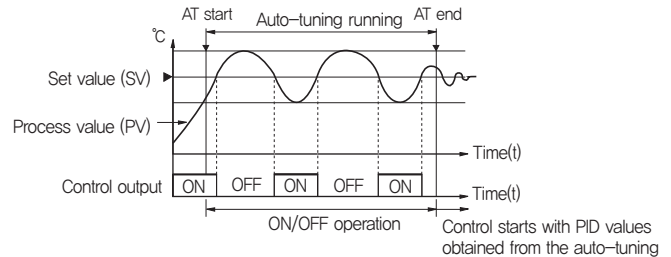 AT start
Auto-tuning running
AT end
℃
Set value (SV)
Process value (PV)
Time(t)
Control output
ON
OFF
ON
OFF
ON
Time(t)
ON/OFF operation
Control starts with PID values
obtained from the auto-tuning